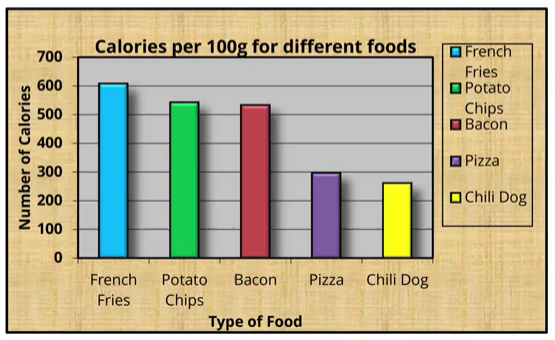 Calories per 100g for different foods
Number of Calories
700
600
500
400
300
200
100
0
French
Fries
Potato
Chips
Bacon
Pizza
Chili Dog
Type of Food
French
Fries
Potato
Chips
Bacon
Pizza
Chili Dog